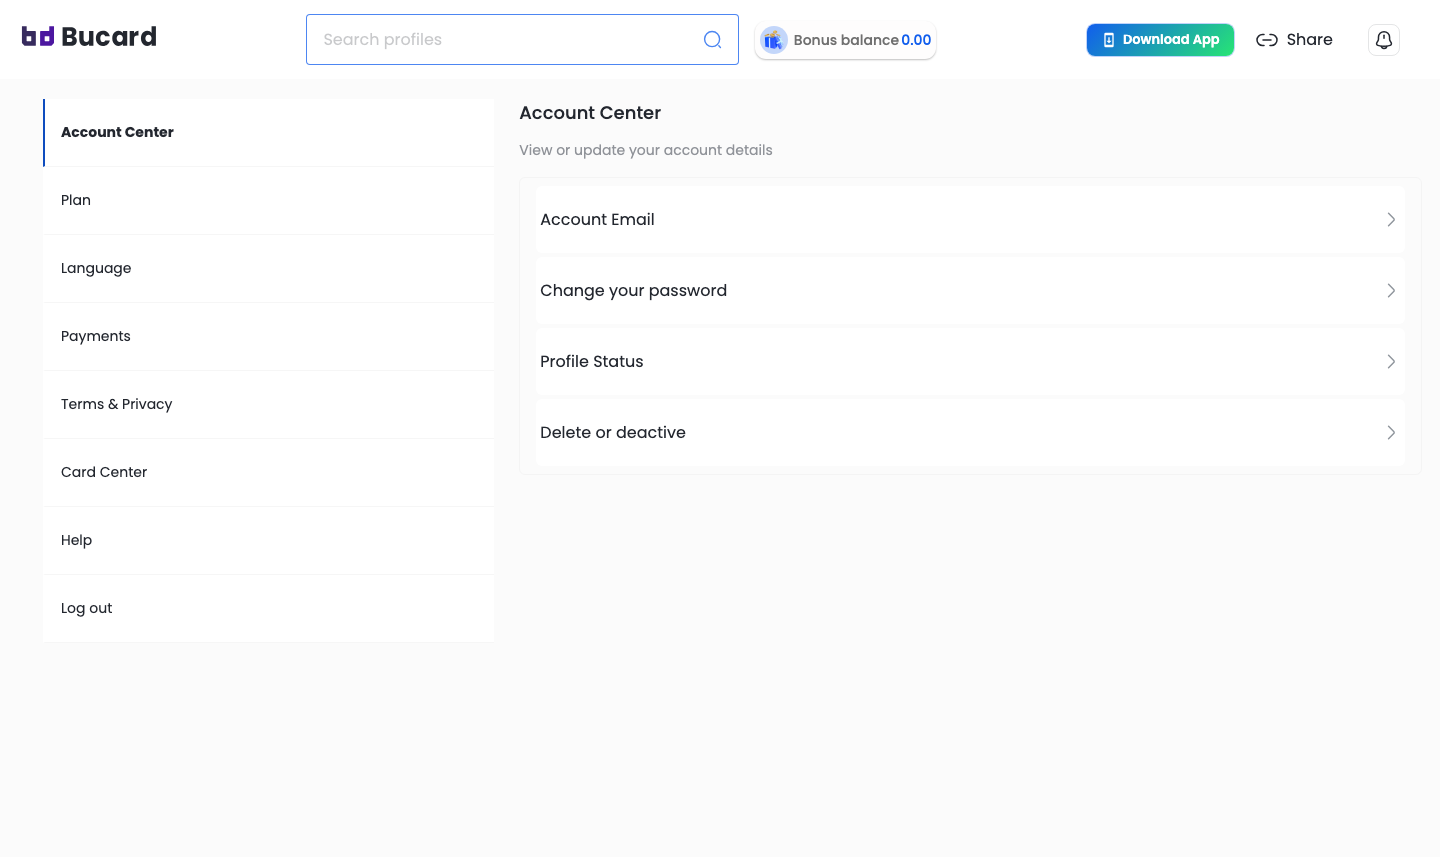 Bucard
Search profiles
Bonus balance 0.00
Download App
Share
Account Center
Plan
Language
Payments
Terms & Privacy
Card Center
Help
Log out
Account Center
View or update your account details
Account Email
Change your password
Profile Status
Delete or deactive